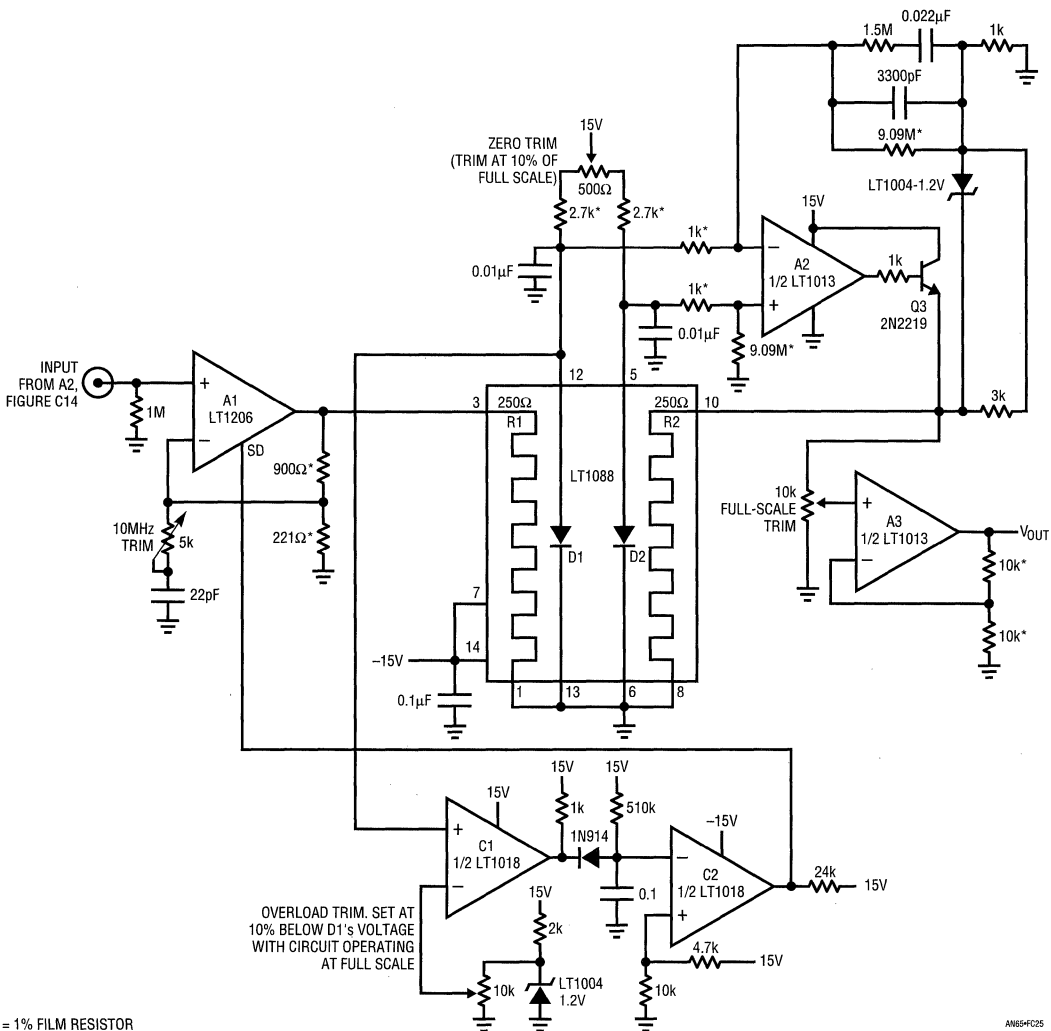 0.022µF
1.5M
1k
3300pF
9.09M*
LT1004-1.2V
15V
ZERO TRIM
(TRIM AT 10% OF
FULL SCALE)
500Ω
2.7k*
2.7k*
15V
1k*
–
A2
1/2 LT1013
+
1k
Q3
2N2219
0.01µF
1k*
0.01µF
9.09M*
INPUT
FROM A2,
FIGURE C14
1M
+
A1
LT1206
–
SD
900Ω*
221Ω*
10MHz
TRIM
5k
22pF
12
5
3
250Ω
R1
250Ω
R2
10
LT1088
D1
D2
7
14
–15V
0.1µF
1
13
6
8
3k
10k
FULL-SCALE
TRIM
+
A3
1/2 LT1013
–
VOUT
10k*
10k*
15V
+
C1
1/2 LT1018
–
15V
1k
15V
510k
1N914
0.1
–15V
–
C2
1/2 LT1018
+
24k
15V
4.7k
15V
10k
OVERLOAD TRIM. SET AT
10% BELOW D1's VOLTAGE
WITH CIRCUIT OPERATING
AT FULL SCALE
15V
2k
10k
LT1004
1.2V
= 1% FILM RESISTOR
AN65•FC25